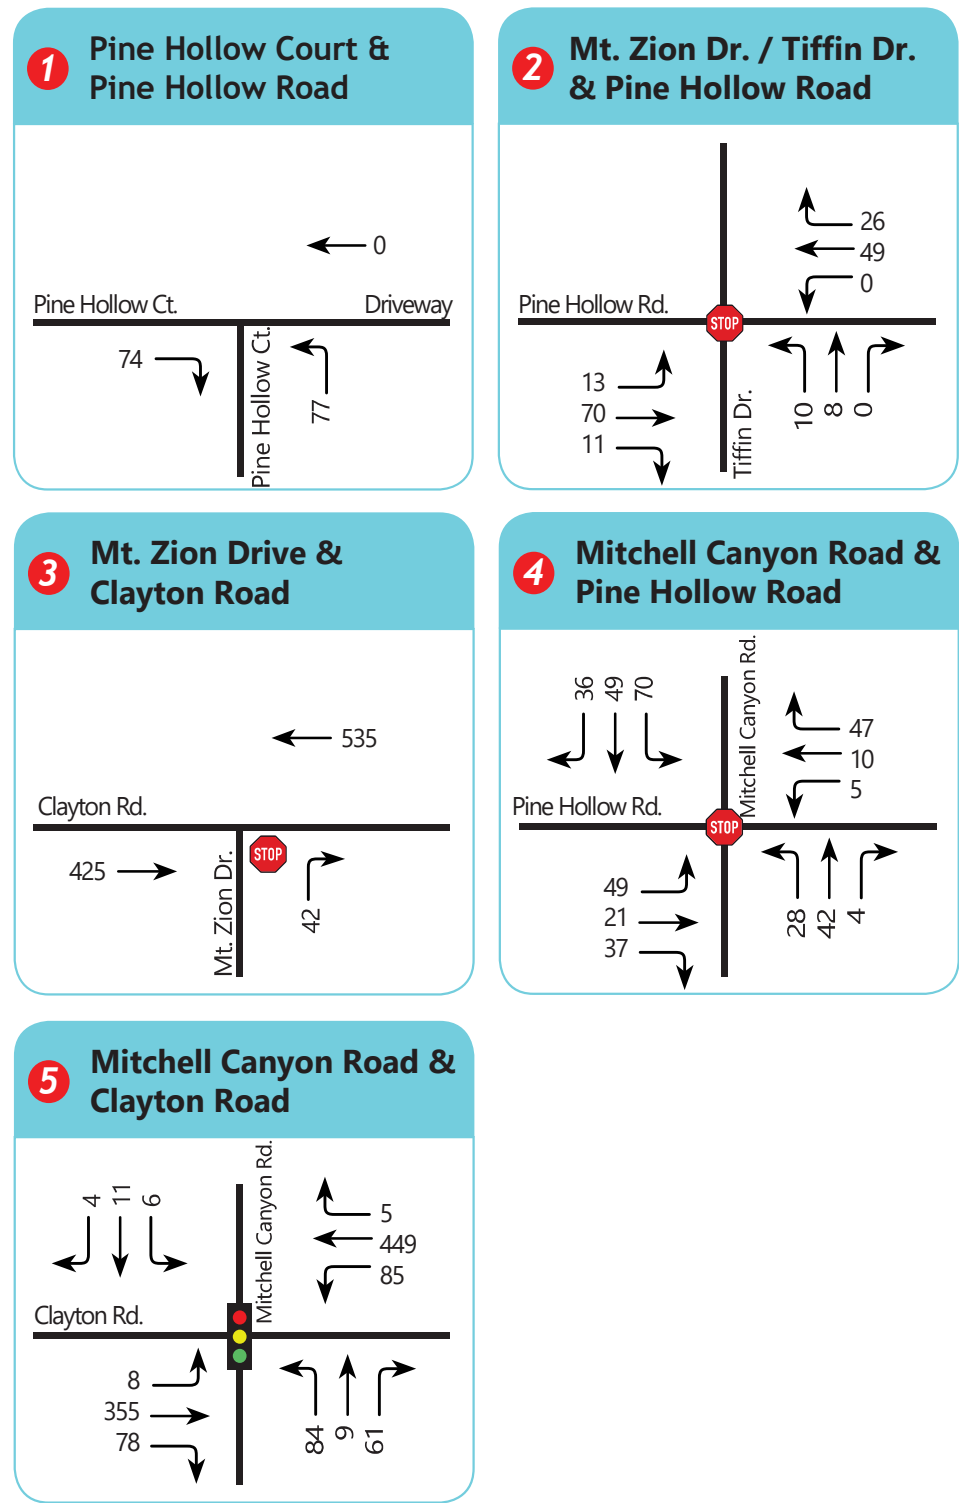 1
Pine Hollow Court &
Pine Hollow Road
0
Pine Hollow Ct.
Driveway
74
Pine Hollow Ct.
77
2
Mt. Zion Dr. / Tiffin Dr.
& Pine Hollow Road
26
49
0
Pine Hollow Rd.
STOP
13
70
11
Tiffin Dr.
10
8
0
3
Mt. Zion Drive &
Clayton Road
535
Clayton Rd.
425
Mt. Zion Dr.
STOP
42
4
Mitchell Canyon Road &
Pine Hollow Road
36
49
70
Mitchell Canyon Rd.
47
10
5
Pine Hollow Rd.
STOP
49
21
37
28
42
4
5
Mitchell Canyon Road &
Clayton Road
4
11
6
Mitchell Canyon Rd.
5
449
85
Clayton Rd.
8
355
78
84
9
61